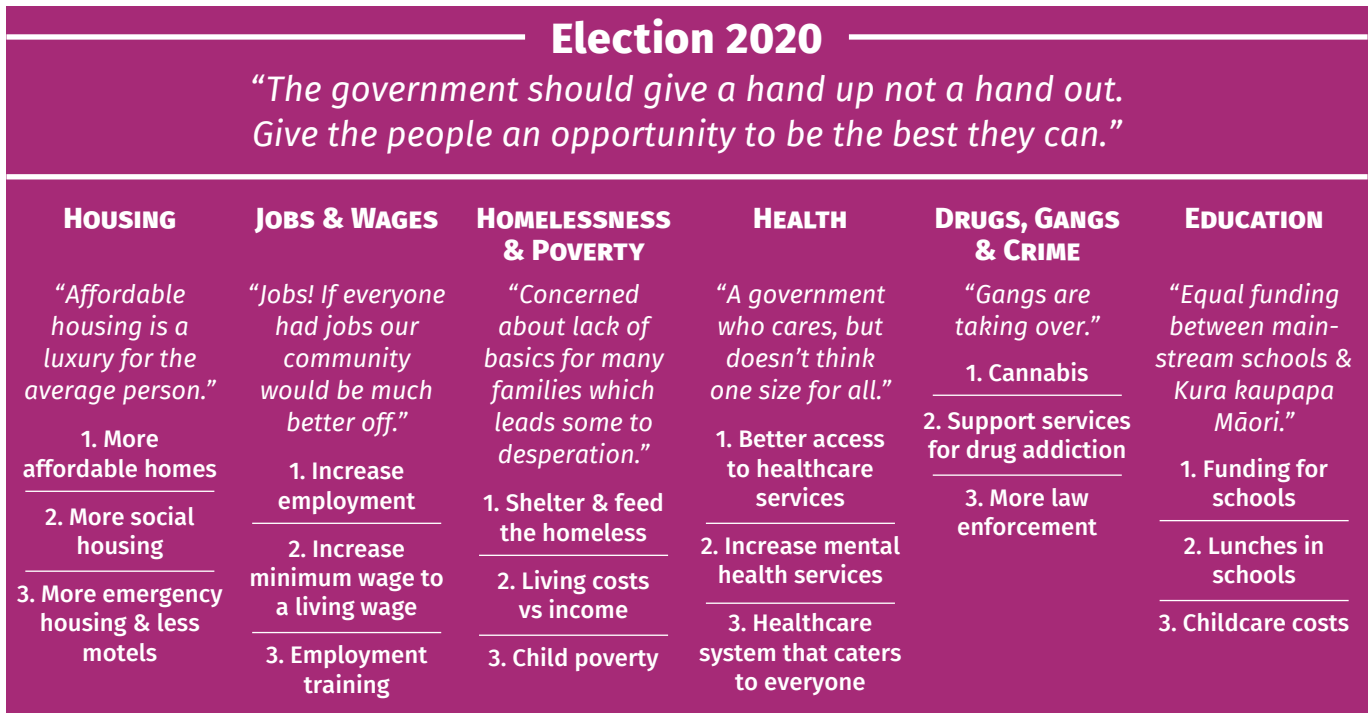 Election 2020
“The government should give a hand up not a hand out.
Give the people an opportunity to be the best they can.”
Housing
“Affordable
housing is a
luxury for the
average person.”
1. More
affordable homes
2. More social
housing
3. More emergency
housing & less
motels
Jobs & Wages
“Jobs! If everyone
had jobs our
community
would be much
better off.”
1. Increase
employment
2. Increase
minimum wage to
a living wage
3. Employment
training
Homelessness
& Poverty
“Concerned
about lack of
basics for many
families which
leads some to
desperation.”
1. Shelter & feed
the homeless
2. Living costs
vs income
3. Child poverty
Health
“A government
who cares, but
doesn’t think
one size for all.”
1. Better access
to healthcare
services
2. Increase mental
health services
3. Healthcare
system that caters
to everyone
Drugs, Gangs
& Crime
“Gangs are
taking over.”
1. Cannabis
2. Support services
for drug addiction
3. More law
enforcement
Education
“Equal funding
between main-
stream schools &
Kura kaupapa
Māori.”
1. Funding for
schools
2. Lunches in
schools
3. Childcare costs